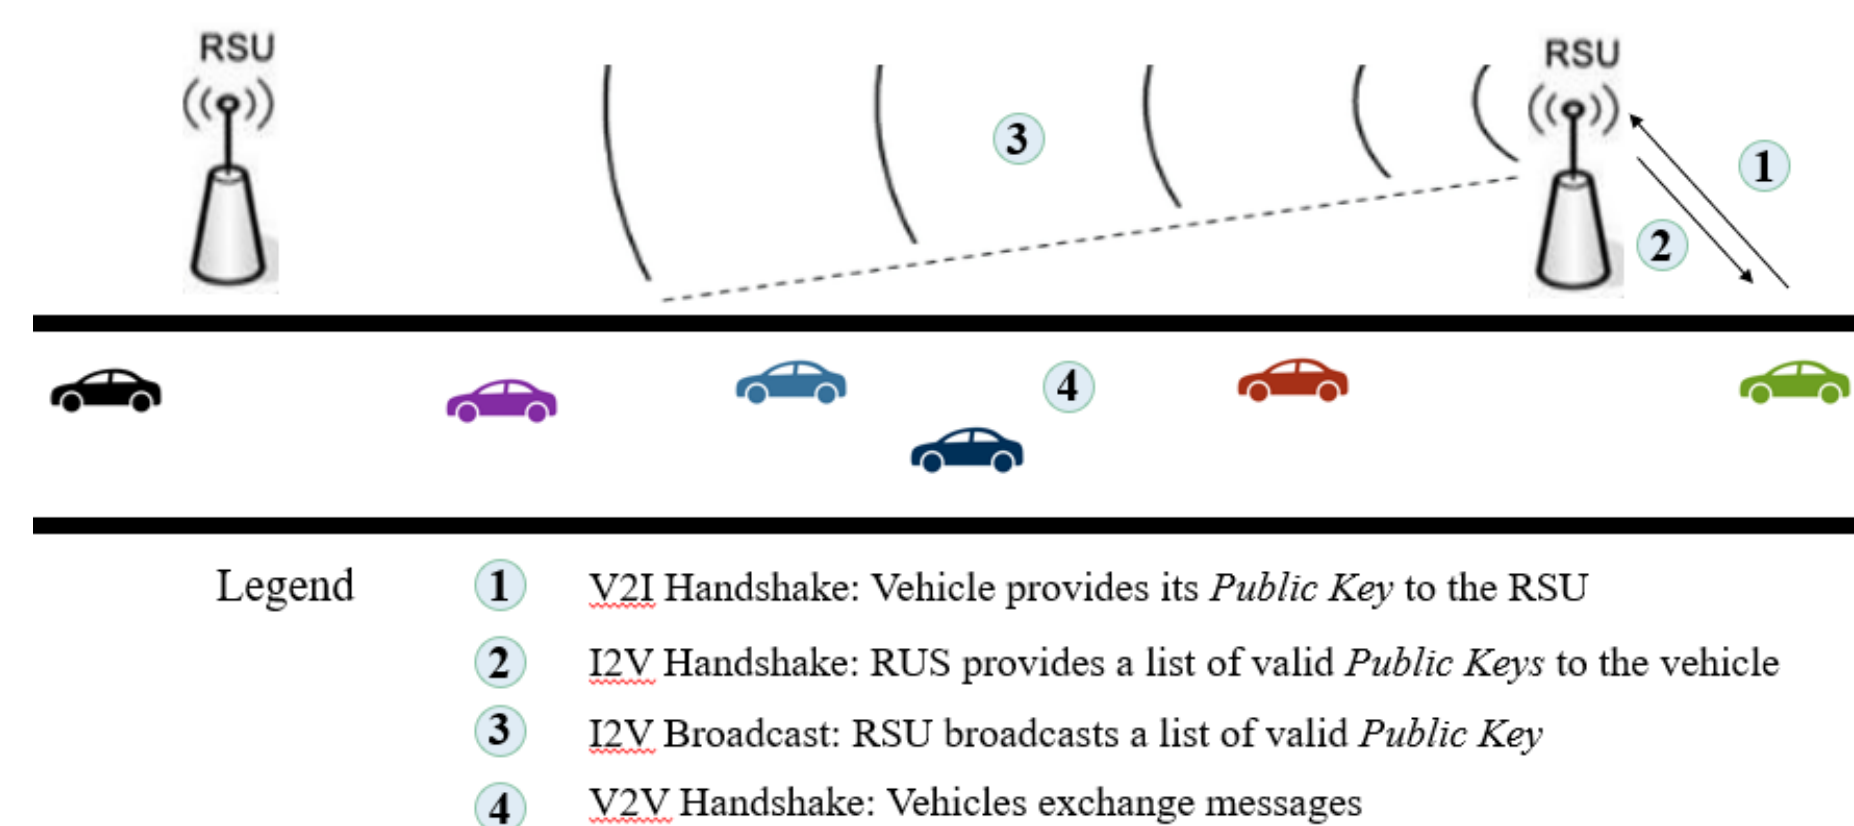 RSU
RSU
3
1
2
4
Legend
1 V2I Handshake: Vehicle provides its Public Key to the RSU
2 I2V Handshake: RUS provides a list of valid Public Keys to the vehicle
3 I2V Broadcast: RSU broadcasts a list of valid Public Key
4 V2V Handshake: Vehicles exchange messages